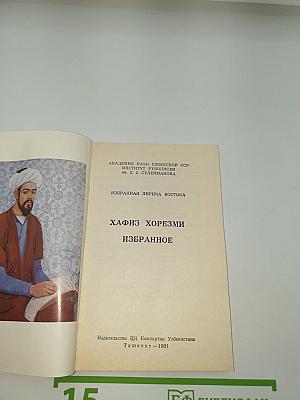 АКАДЕМИЯ НАУК УЗБЕКСКОЙ ССР
ИНСТИТУТ РУКОПИСЕЙ
им. Х. С. СУЛЕЙМАНОВА
ИЗБРАННАЯ ЛИРИКА ВОСТОКА
ХАФИЗ ХОРЕЗМИ
ИЗБРАННОЕ
Издательство ЦК Компартии Узбекистана
Ташкент—1981
15